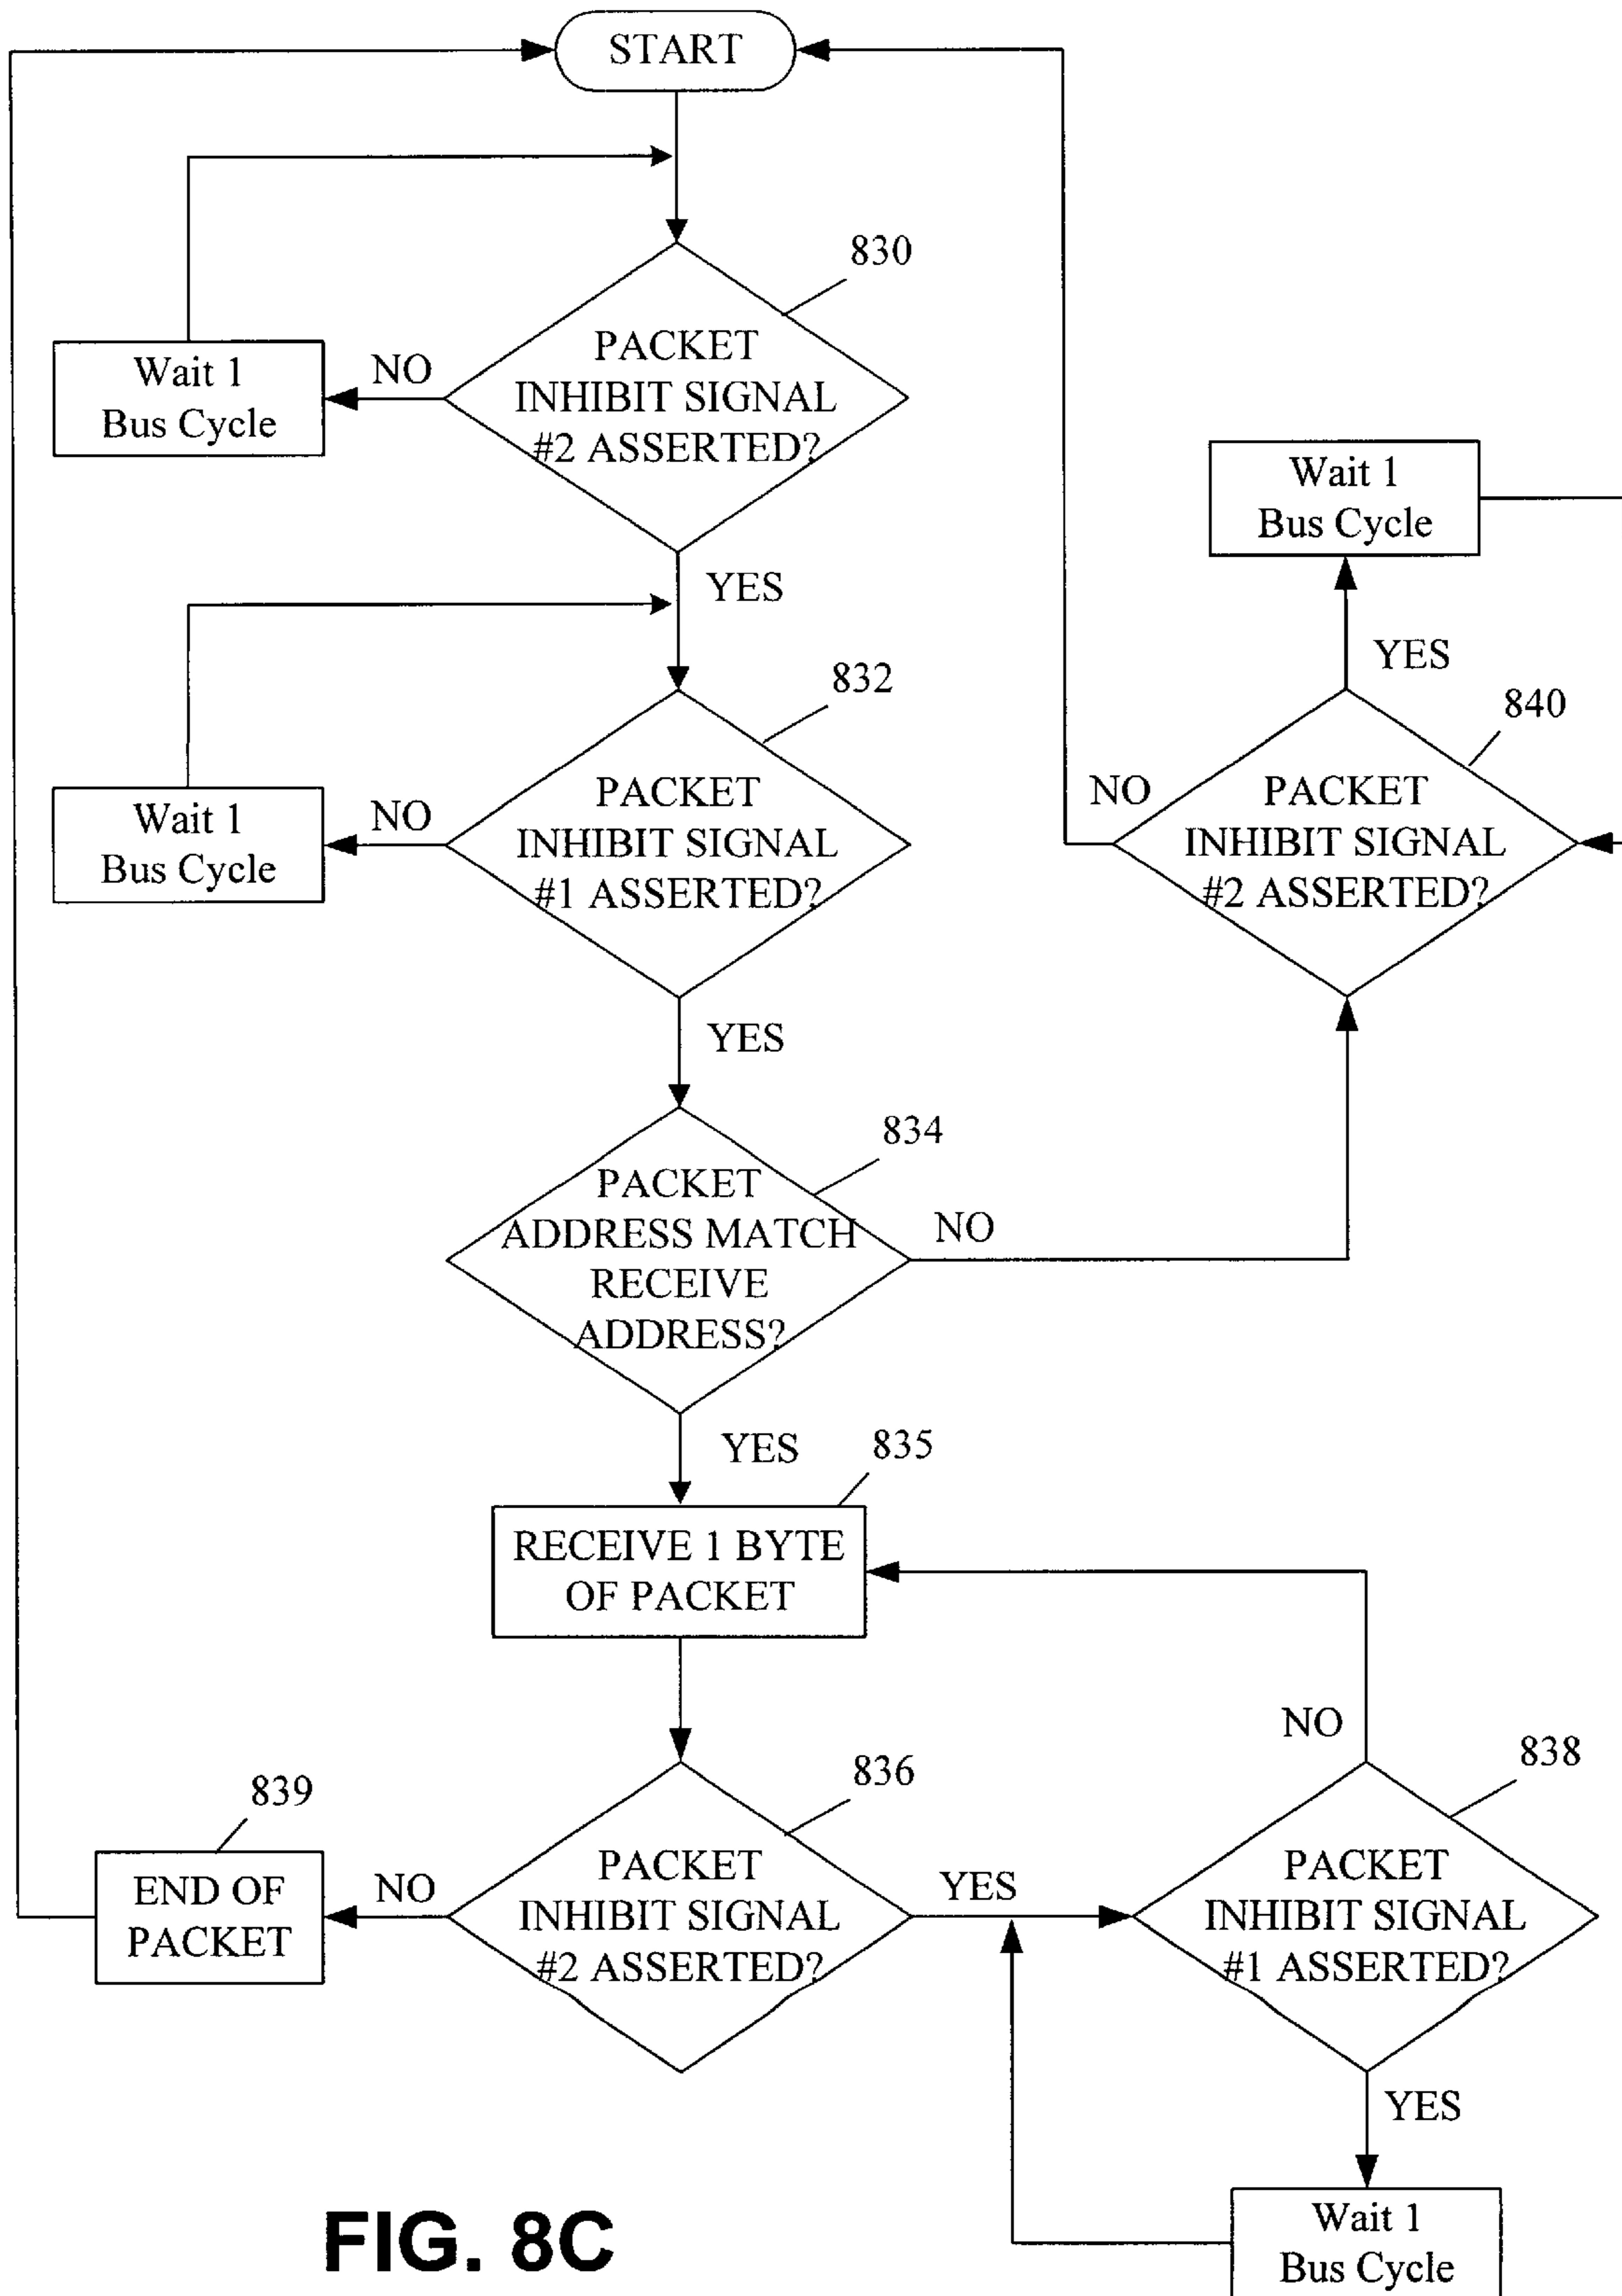 START
830
PACKET
INHIBIT SIGNAL
#2 ASSERTED?
NO
Wait 1
Bus Cycle
YES
832
PACKET
INHIBIT SIGNAL
#1 ASSERTED?
NO
Wait 1
Bus Cycle
YES
834
PACKET
ADDRESS MATCH
RECEIVE
ADDRESS?
NO
840
PACKET
INHIBIT SIGNAL
#2 ASSERTED?
NO
YES
Wait 1
Bus Cycle
YES
835
RECEIVE 1 BYTE
OF PACKET
836
PACKET
INHIBIT SIGNAL
#2 ASSERTED?
NO
839
END OF
PACKET
YES
838
PACKET
INHIBIT SIGNAL
#1 ASSERTED?
NO
YES
Wait 1
Bus Cycle
FIG. 8C